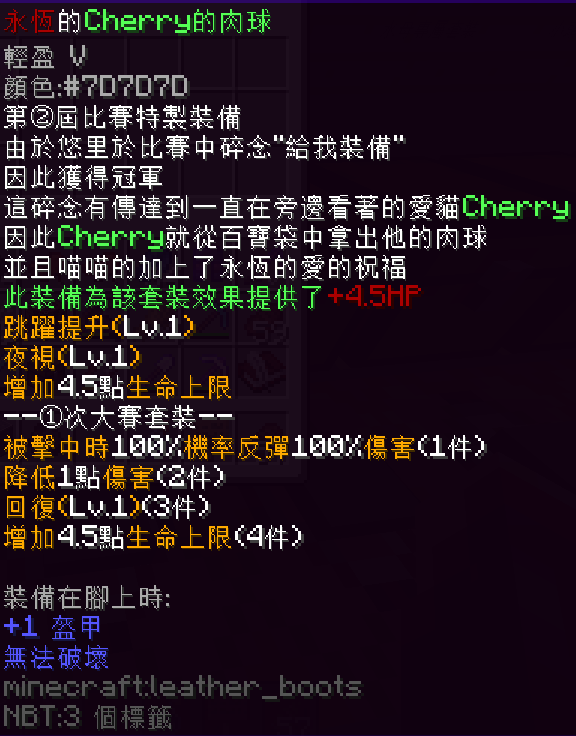 永恆的Cherry的肉球
輕盈 V
顏色:#7D7D7D
第②屆比賽特製裝備
由於悠里於比賽中碎念"給我裝備"
因此獲得冠軍
這碎念有傳達到一直在旁邊看著的愛貓Cherry
因此Cherry就從百寶袋中拿出他的肉球
並且喵喵的加上了永恆的愛的祝福
此裝備為該套裝效果提供了+4.5HP
跳躍提升(Lv.1)
夜視(Lv.1)
增加4.5點生命上限
--①次大賽套裝--
被擊中時100%機率反彈100%傷害(1件)
降低1點傷害(2件)
回復(Lv.1)(3件)
增加4.5點生命上限(4件)
裝備在腳上時:
+1 盔甲
無法破壞
minecraft:leather_boots
NBT:3 個標籤